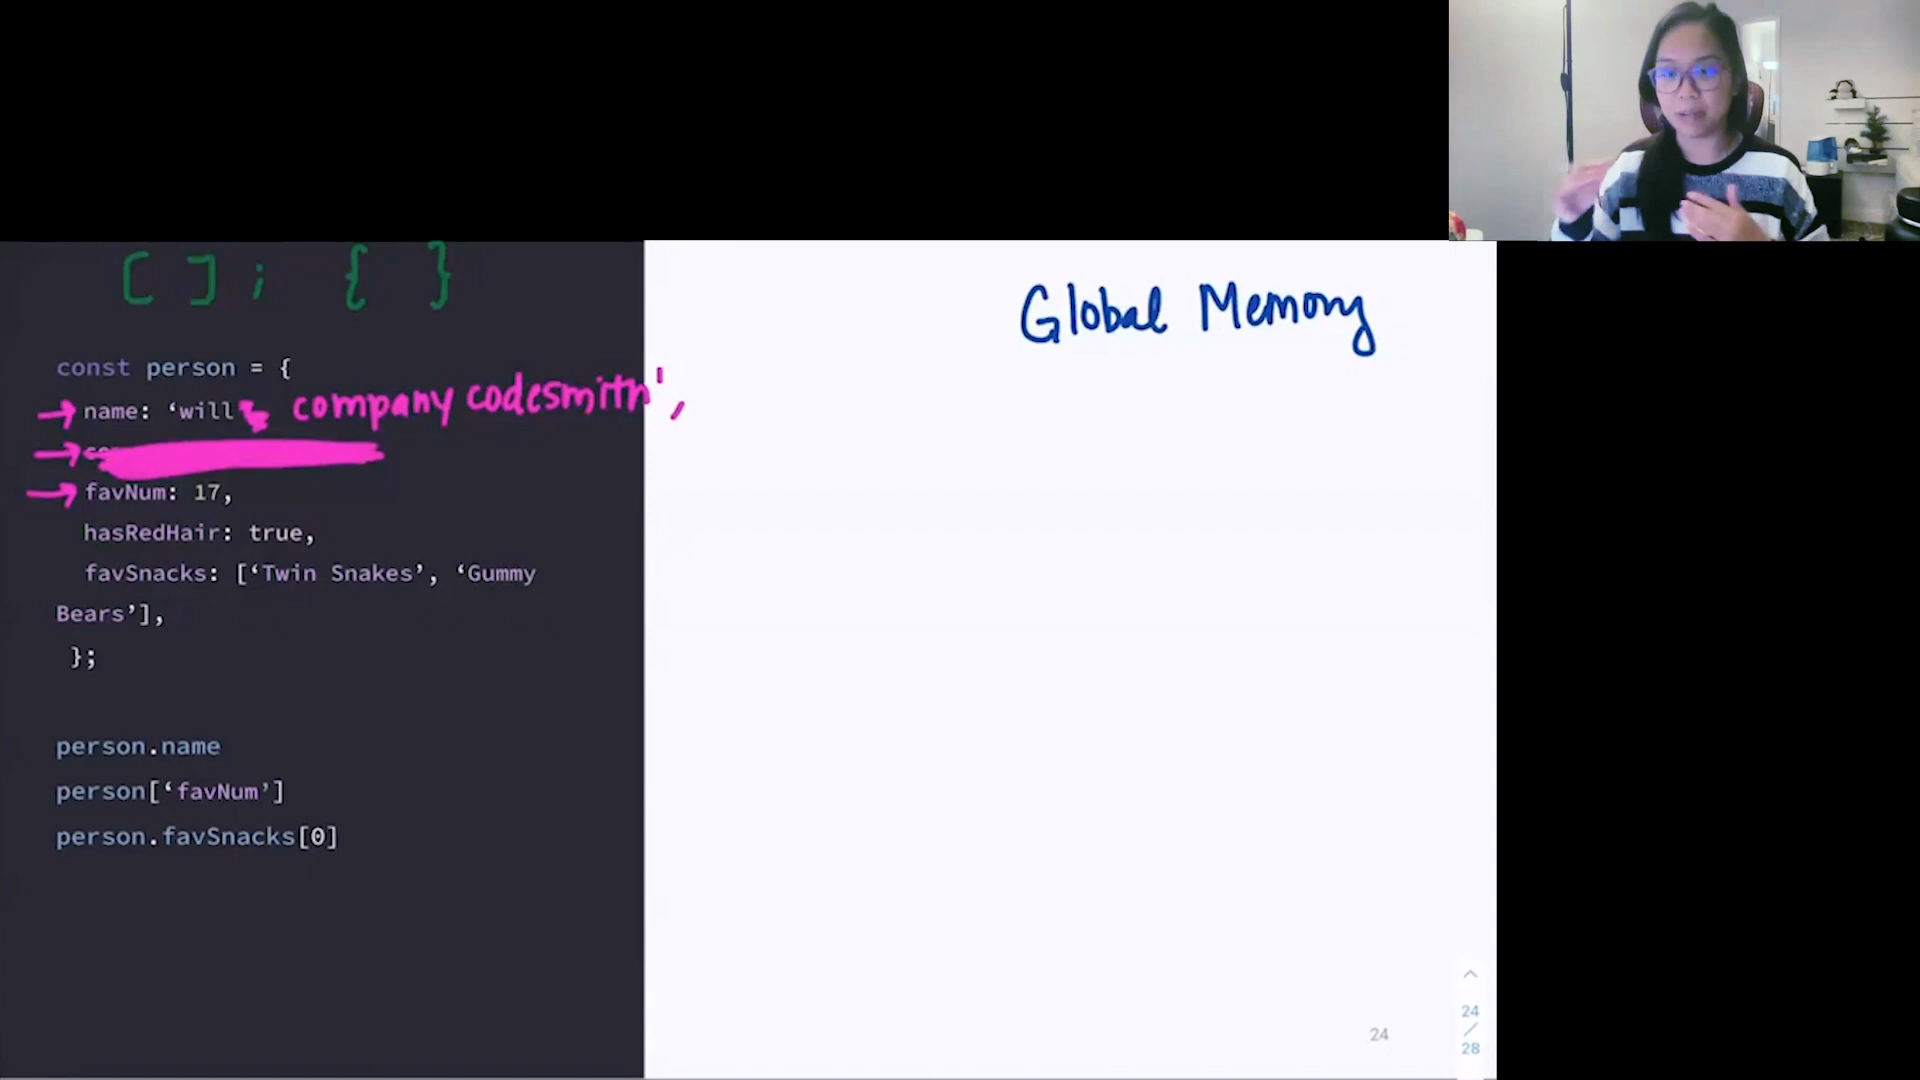 [ ] ; { }
Global Memory
const person = {
name: ‘will company codesmith',
co
favNum: 17,
hasRedHair: true,
favSnacks: [‘Twin Snakes’, ‘Gummy
Bears’],
};
person.name
person[‘favNum’]
person.favSnacks[0]
24
24
/
28